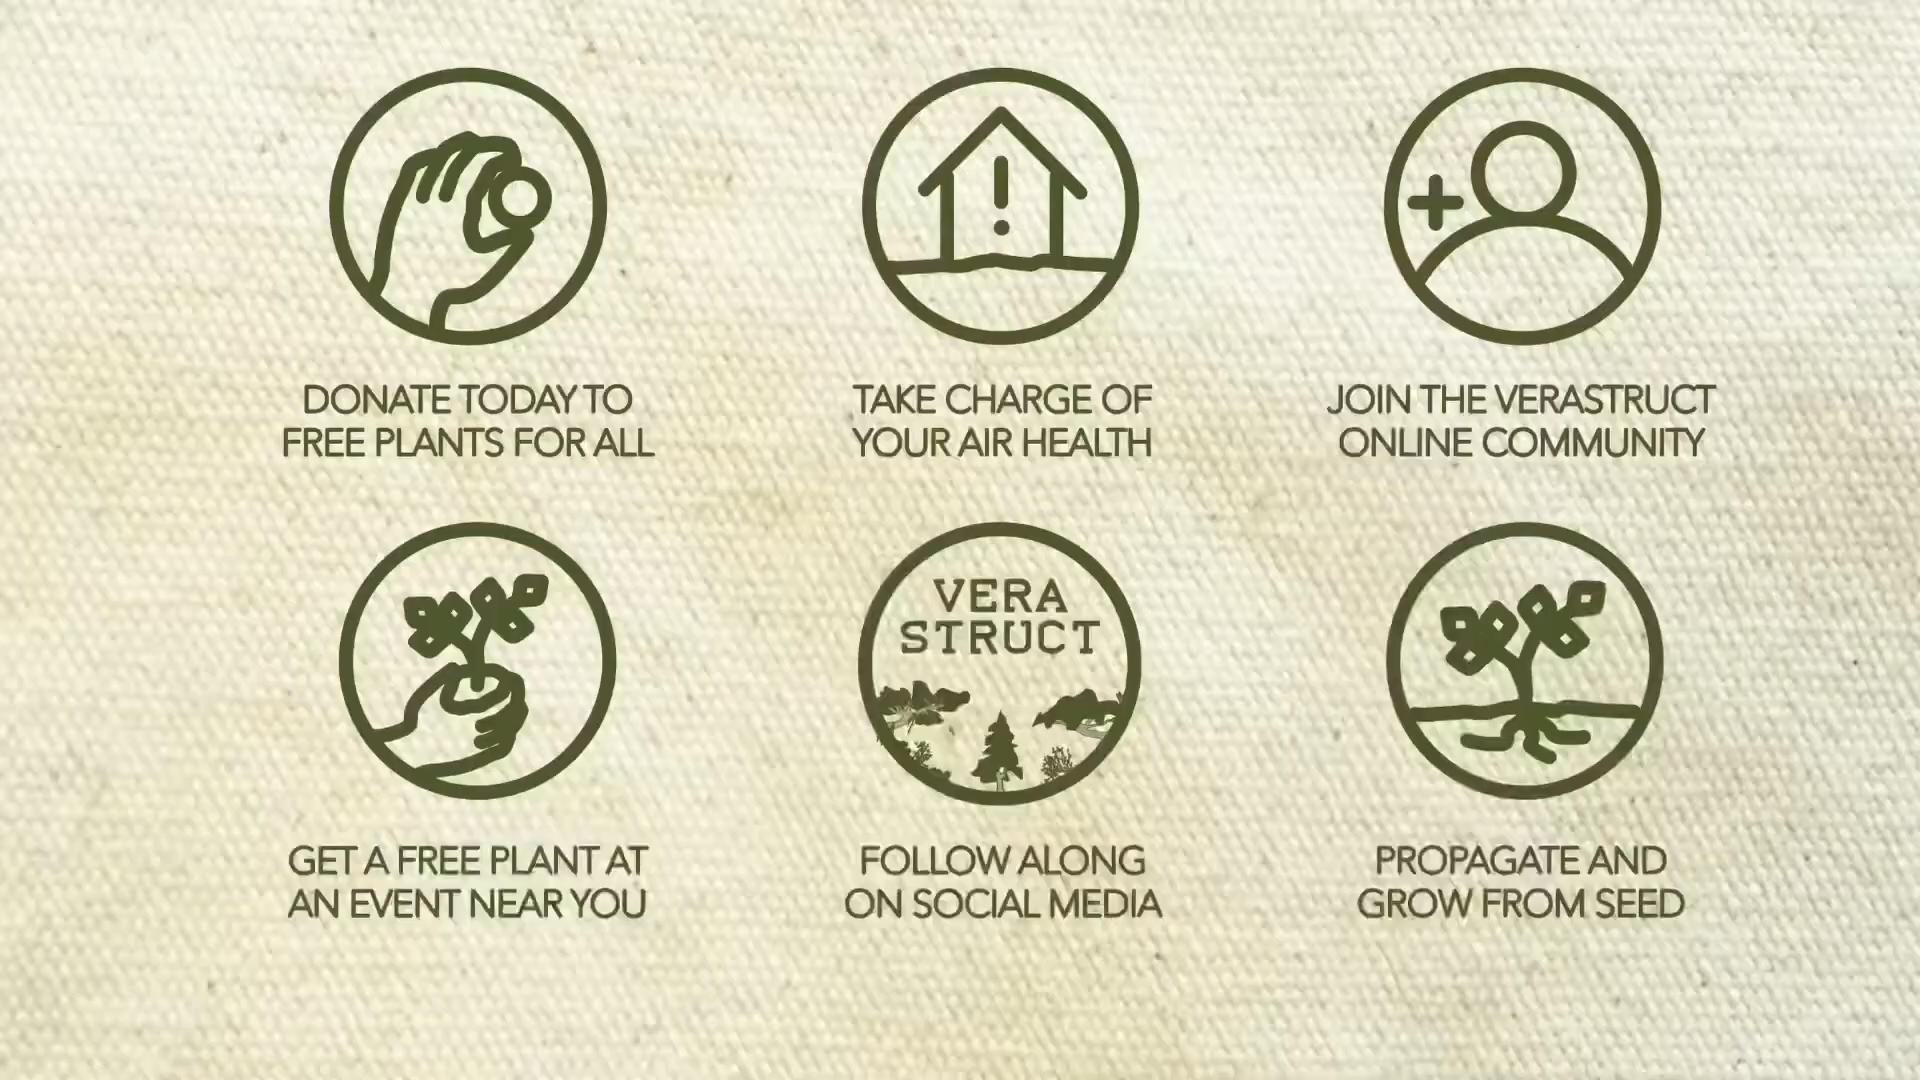 DONATE TODAY TO
FREE PLANTS FOR ALL
TAKE CHARGE OF
YOUR AIR HEALTH
JOIN THE VERASTRUCT
ONLINE COMMUNITY
VERA
STRUCT
GET A FREE PLANT AT
AN EVENT NEAR YOU
FOLLOW ALONG
ON SOCIAL MEDIA
PROPAGATE AND
GROW FROM SEED